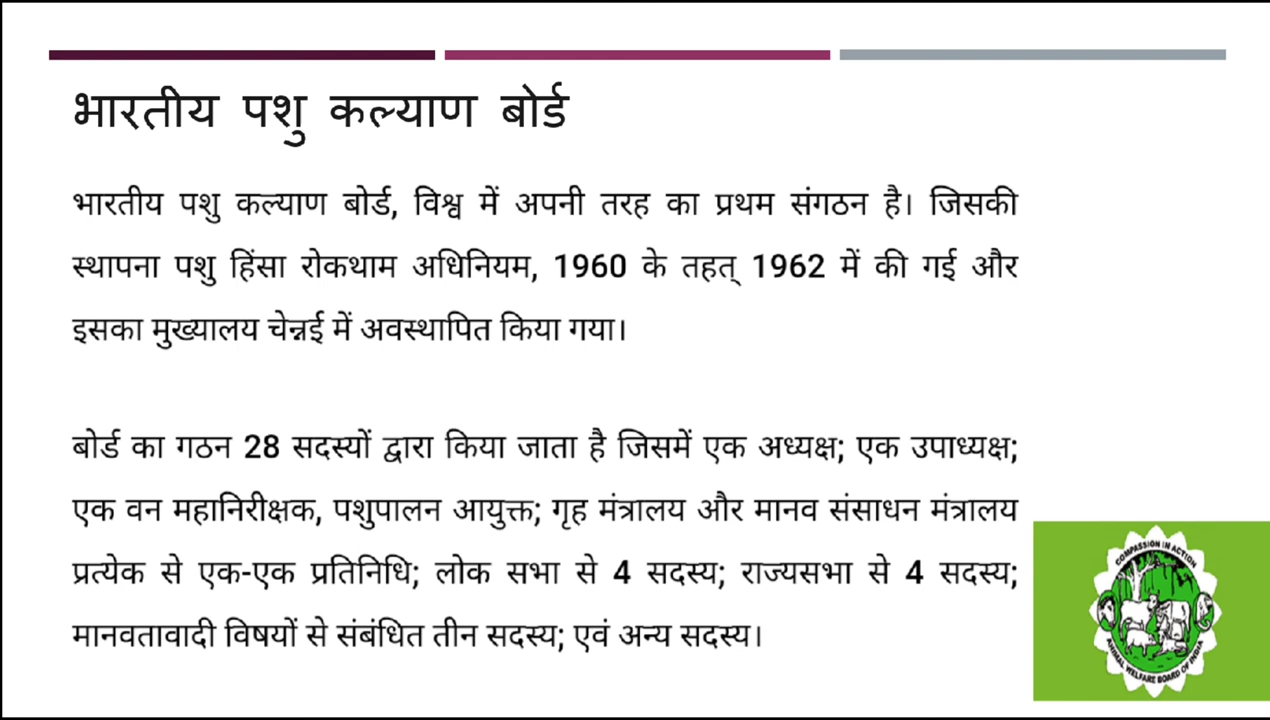 भारतीय पशु कल्याण बोर्ड
भारतीय पशु कल्याण बोर्ड, विश्व में अपनी तरह का प्रथम संगठन है। जिसकी
स्थापना पशु हिंसा रोकथाम अधिनियम, 1960 के तहत् 1962 में की गई और
इसका मुख्यालय चेन्नई में अवस्थापित किया गया।
बोर्ड का गठन 28 सदस्यों द्वारा किया जाता है जिसमें एक अध्यक्ष; एक उपाध्यक्ष;
एक वन महानिरीक्षक, पशुपालन आयुक्त; गृह मंत्रालय और मानव संसाधन मंत्रालय
प्रत्येक से एक-एक प्रतिनिधि; लोक सभा से 4 सदस्य; राज्यसभा से 4 सदस्य;
मानवतावादी विषयों से संबंधित तीन सदस्य; एवं अन्य सदस्य।
COMPASSION IN ACTION
ANIMAL WELFARE BOARD OF INDIA